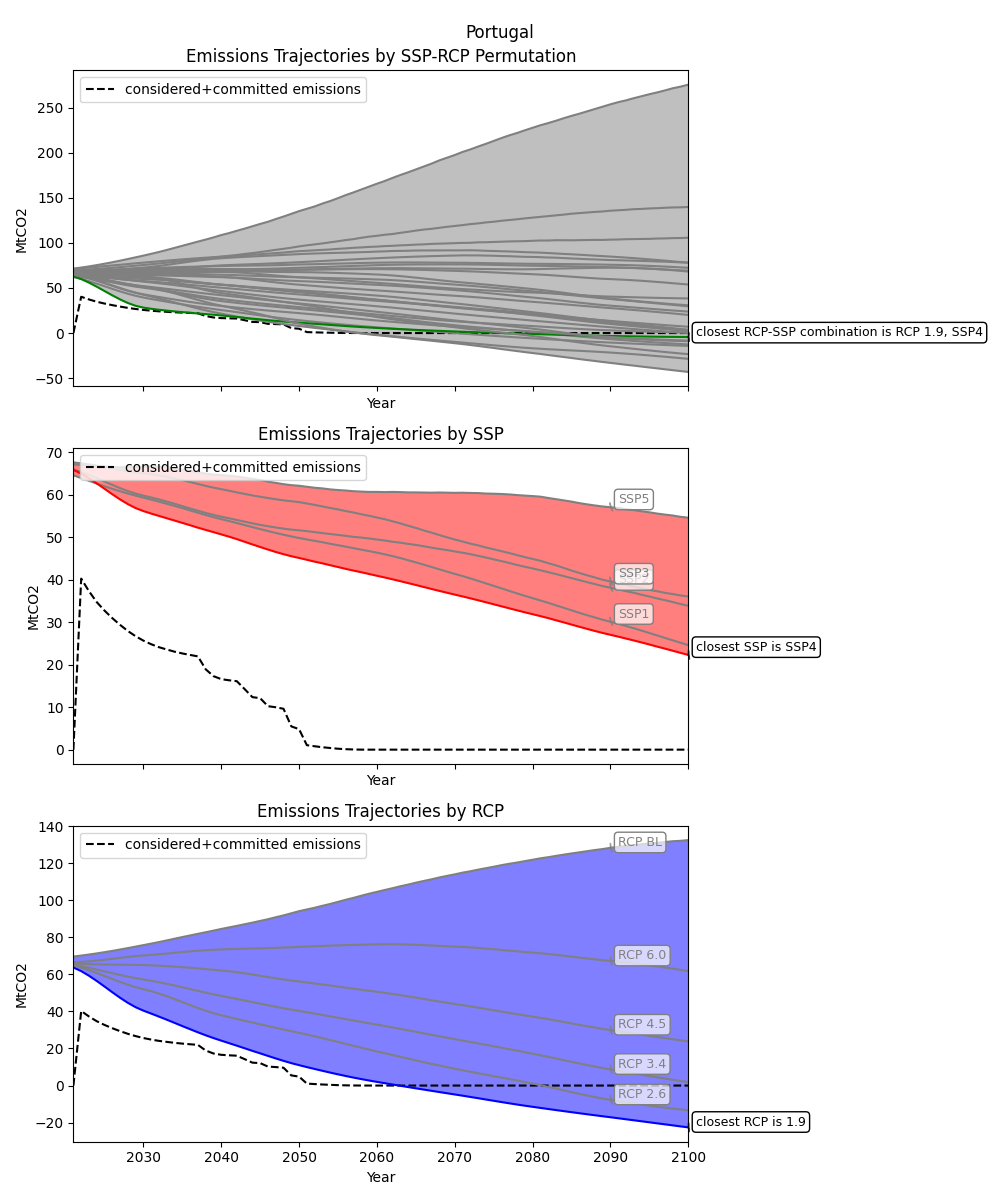 Portugal
Emissions Trajectories by SSP-RCP Permutation
considered+committed emissions
250
200
150
100
50
0
−50
MtCO2
Year
closest RCP-SSP combination is RCP 1.9, SSP4
Emissions Trajectories by SSP
considered+committed emissions
70
60
50
40
30
20
10
0
MtCO2
Year
SSP5
SSP3
SSP1
closest SSP is SSP4
Emissions Trajectories by RCP
considered+committed emissions
140
120
100
80
60
40
20
0
−20
MtCO2
RCP BL
RCP 6.0
RCP 4.5
RCP 3.4
RCP 2.6
closest RCP is 1.9
2030
2040
2050
2060
2070
2080
2090
2100
Year